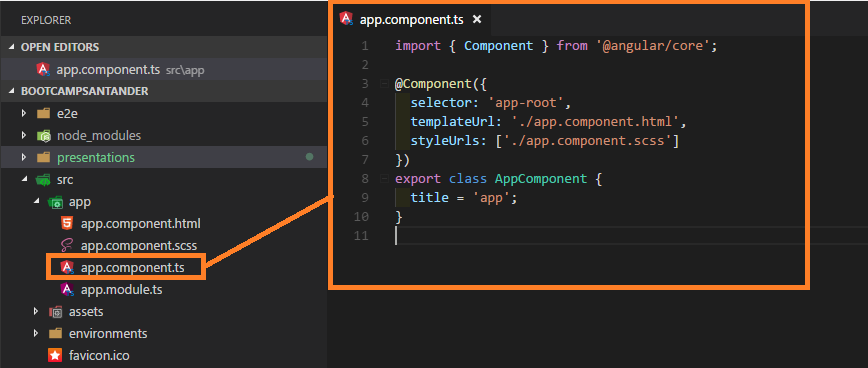 EXPLORER
OPEN EDITORS
app.component.ts src\app
BOOTCAMPSANTANDER
e2e
node_modules
presentations
src
app
app.component.html
app.component.scss
app.component.ts
app.module.ts
assets
environments
favicon.ico
app.component.ts ×
1 import { Component } from '@angular/core';
2
3 @Component({
4 selector: 'app-root',
5 templateUrl: './app.component.html',
6 styleUrls: ['./app.component.scss']
7 })
8 export class AppComponent {
9 title = 'app';
10 }
11